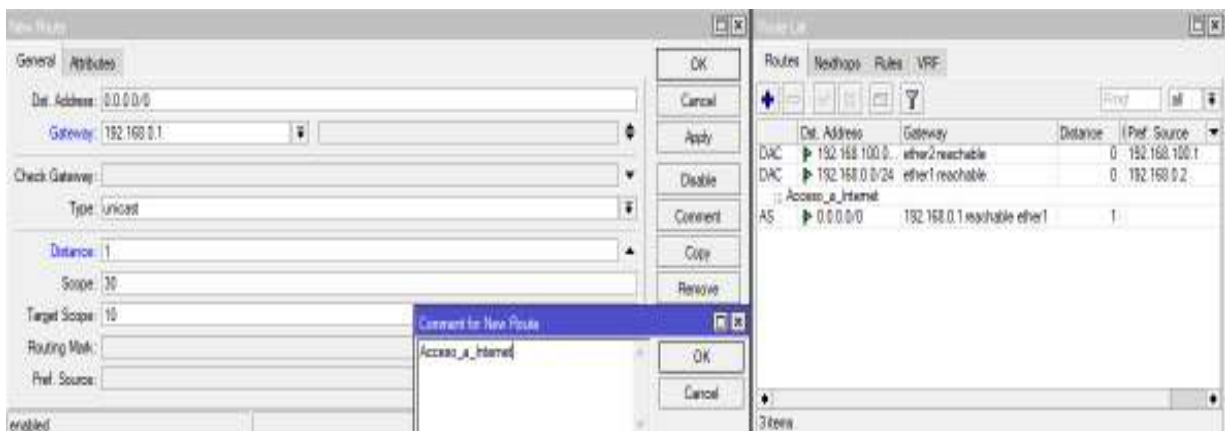 New Route
General Attributes
Dst. Address: 0.0.0.0/0
Gateway: 192.168.0.1
Check Gateway:
Type: unicast
Distance: 1
Scope: 30
Target Scope: 10
Routing Mark:
Pref. Source:
enabled
OK
Cancel
Apply
Disable
Comment
Copy
Remove
Comment for New Route
Acceso_a_Internet
OK
Cancel
Route List
Routes Nexthops Rules VRF
Find all
Dst. Address Gateway Distance Pref. Source
DAC 192.168.100.0... ether2 reachable 0 192.168.100.1
DAC 192.168.0.0/24 ether1 reachable 0 192.168.0.2
::: Acceso_a_Internet
AS 0.0.0.0/0 192.168.0.1 reachable ether1 1
3 items